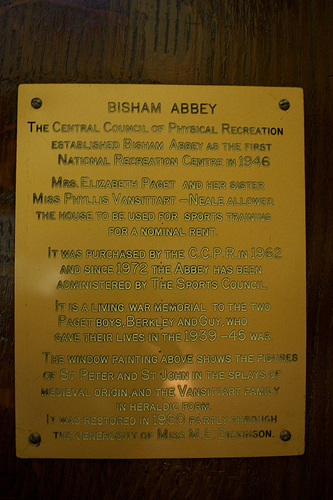 BISHAM ABBEY
THE CENTRAL COUNCIL OF PHYSICAL RECREATION
ESTABLISHED BISHAM ABBEY AS THE FIRST
NATIONAL RECREATION CENTRE IN 1946
MRS. ELIZABETH PAGET AND HER SISTER
MISS PHYLLIS VANSITTART - NEALE ALLOWED
THE HOUSE TO BE USED FOR SPORTS TRAINING
FOR A NOMINAL RENT.
IT WAS PURCHASED BY THE C.C.P.R. IN 1962
AND SINCE 1972 THE ABBEY HAS BEEN
ADMINISTERED BY THE SPORTS COUNCIL
IT IS A LIVING WAR MEMORIAL TO THE TWO
PAGET BOYS, BERKLEY AND GUY, WHO
GAVE THEIR LIVES IN THE 1939 - 45 WAR
THE WINDOW PAINTING ABOVE SHOWS THE FIGURES
OF ST PETER AND ST JOHN IN THE SPLAYS OF
MEDIEVAL ORIGIN AND THE VANSITTART FAMILY
IN HERALDIC FORM.
IT WAS RESTORED IN 1980 PARTLY THROUGH
THE GENEROSITY OF MISS M.E. DICKINSON.